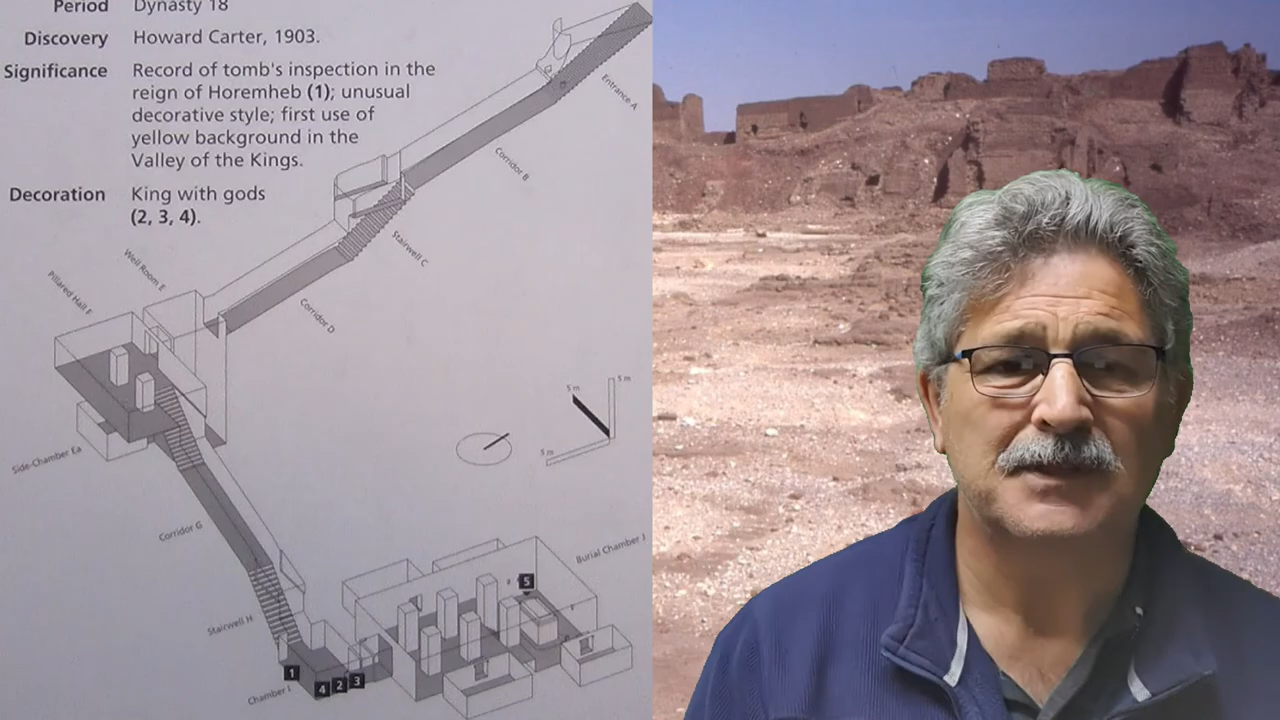 Period Dynasty 18
Discovery Howard Carter, 1903.
Significance Record of tomb's inspection in the
reign of Horemheb (1); unusual
decorative style; first use of
yellow background in the
Valley of the Kings.
Decoration King with gods
(2, 3, 4).
Entrance A
Corridor B
Stairwell C
Corridor D
Well Room E
Pillared Hall F
Side-Chamber Ea
Corridor G
Stairwell H
Chamber I
Burial Chamber J
5 m
5 m
5 m
5
1
4 2 3